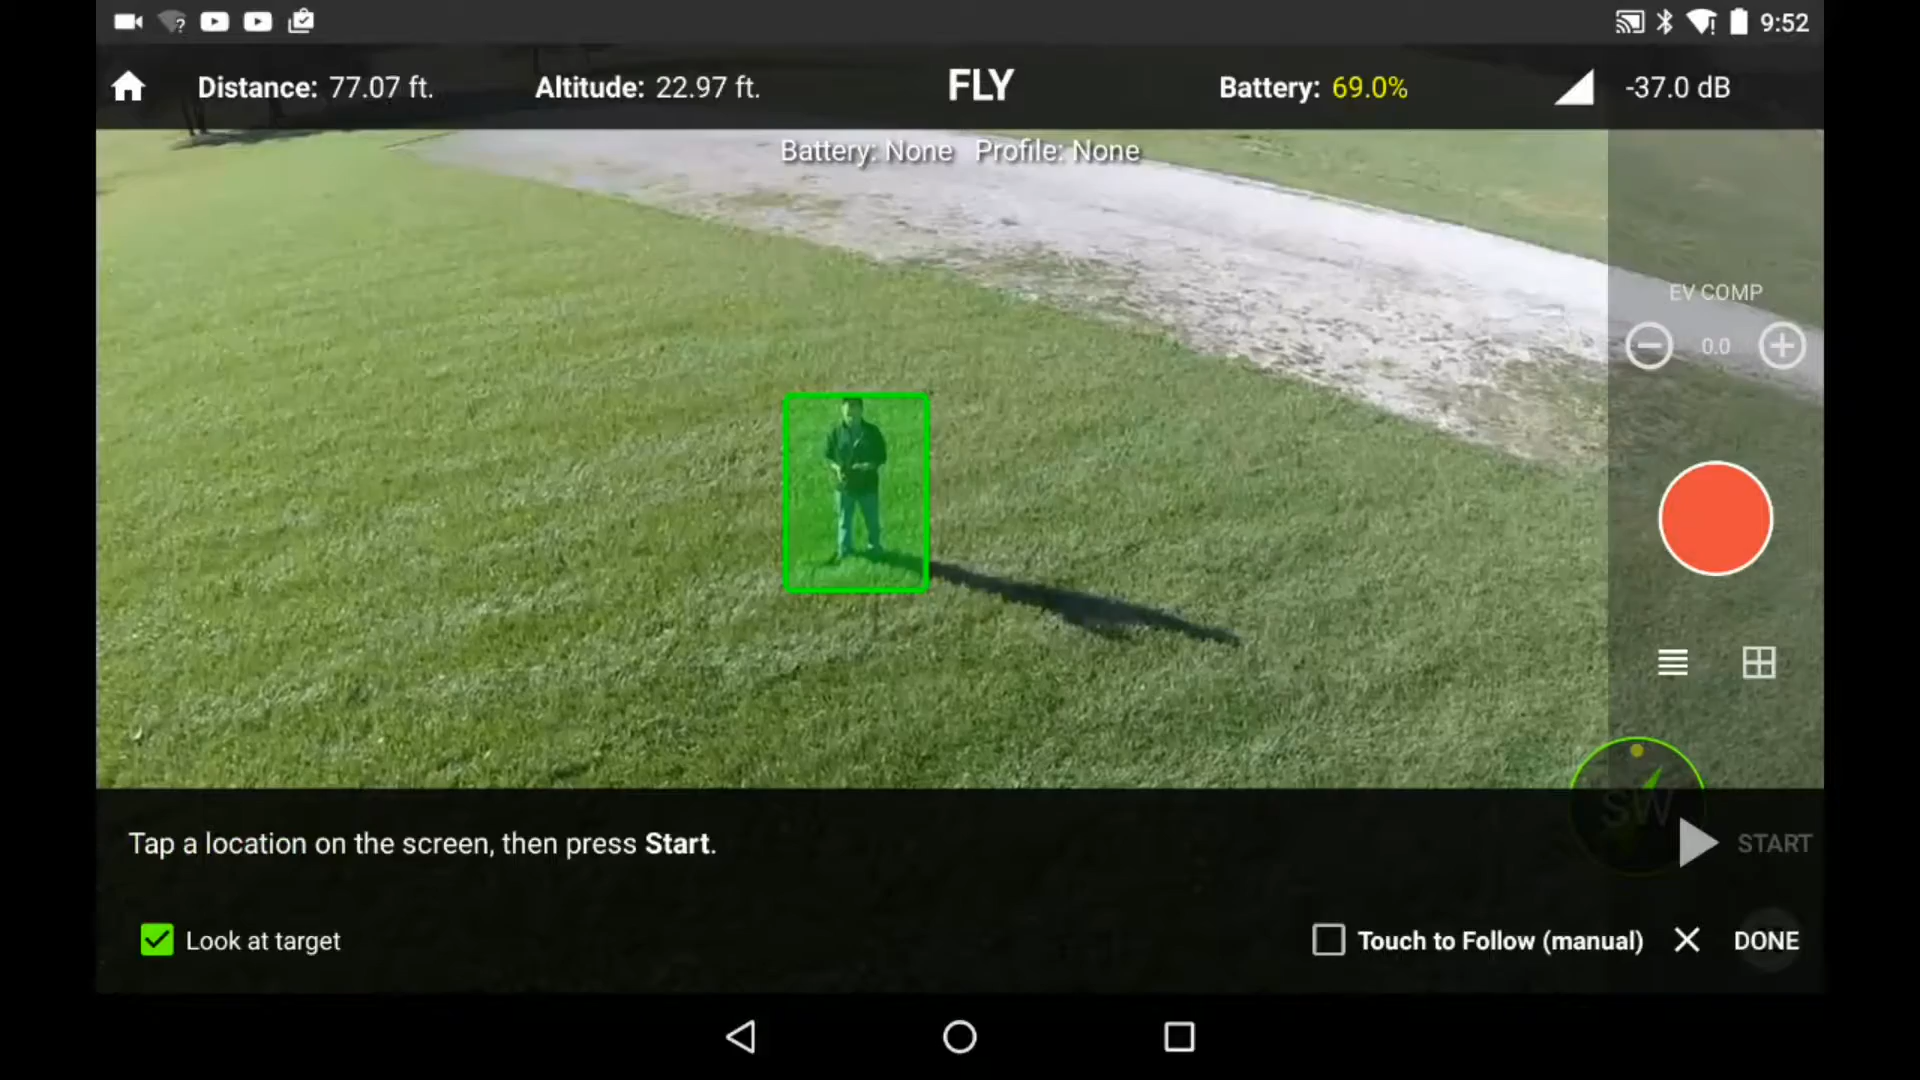 9:52
Distance: 77.07 ft. Altitude: 22.97 ft. FLY Battery: 69.0% -37.0 dB
Battery: None Profile: None
EV COMP
0.0
SW
Tap a location on the screen, then press Start.
START
Look at target
Touch to Follow (manual)
DONE